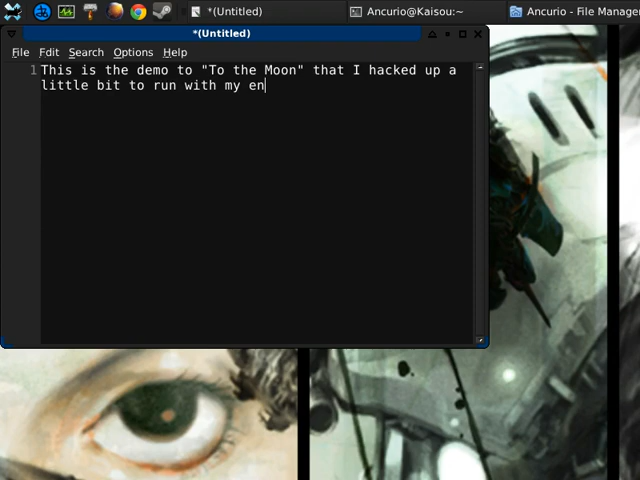 *(Untitled)
Ancurio@Kaisou:~
Ancurio - File Manager
*(Untitled)
File Edit Search Options Help
1 This is the demo to "To the Moon" that I hacked up a
little bit to run with my en